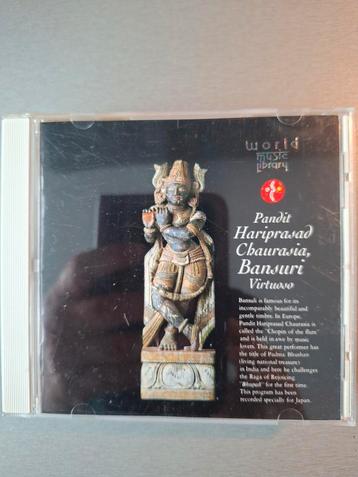 world
music
library
Pandit
Hariprasad
Chaurasia,
Bansuri
Virtuoso
Bansuli is famous for its
incomparably beautiful and
gentle timbre. In Europe,
Pandit Hariprasad Chaurasia is
called the "Chopin of the flute"
and is held in awe by music
lovers. This great performer has
the title of Padma Bhushan
(living national treasure)
in India and here he challenges
the Raga of Rejoicing
"Bhupali" for the first time.
This program has been
recorded specially for Japan.